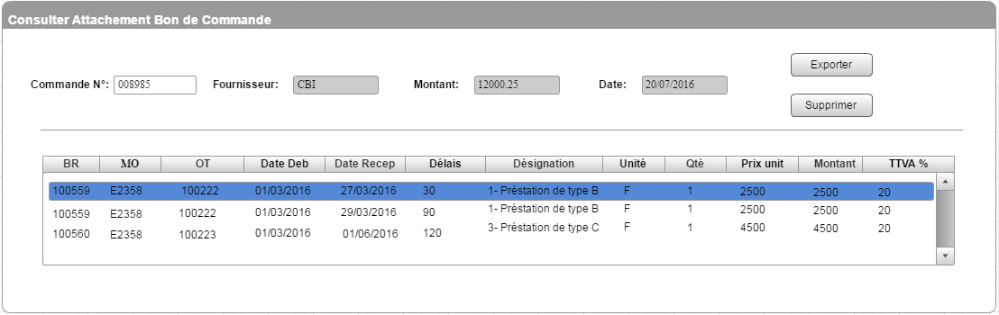 Consulter Attachement Bon de Commande
Exporter
Commande N°: 008985 Fournisseur: CBI Montant: 12000.25 Date: 20/07/2016
Supprimer
BR MO OT Date Deb Date Recep Délais Désignation Unité Qté Prix unit Montant TTVA %
100559 E2358 100222 01/03/2016 27/03/2016 30 1- Préstation de type B F 1 2500 2500 20
100559 E2358 100222 01/03/2016 29/03/2016 90 1- Préstation de type B F 1 2500 2500 20
100560 E2358 100223 01/03/2016 01/06/2016 120 3- Préstation de type C F 1 4500 4500 20